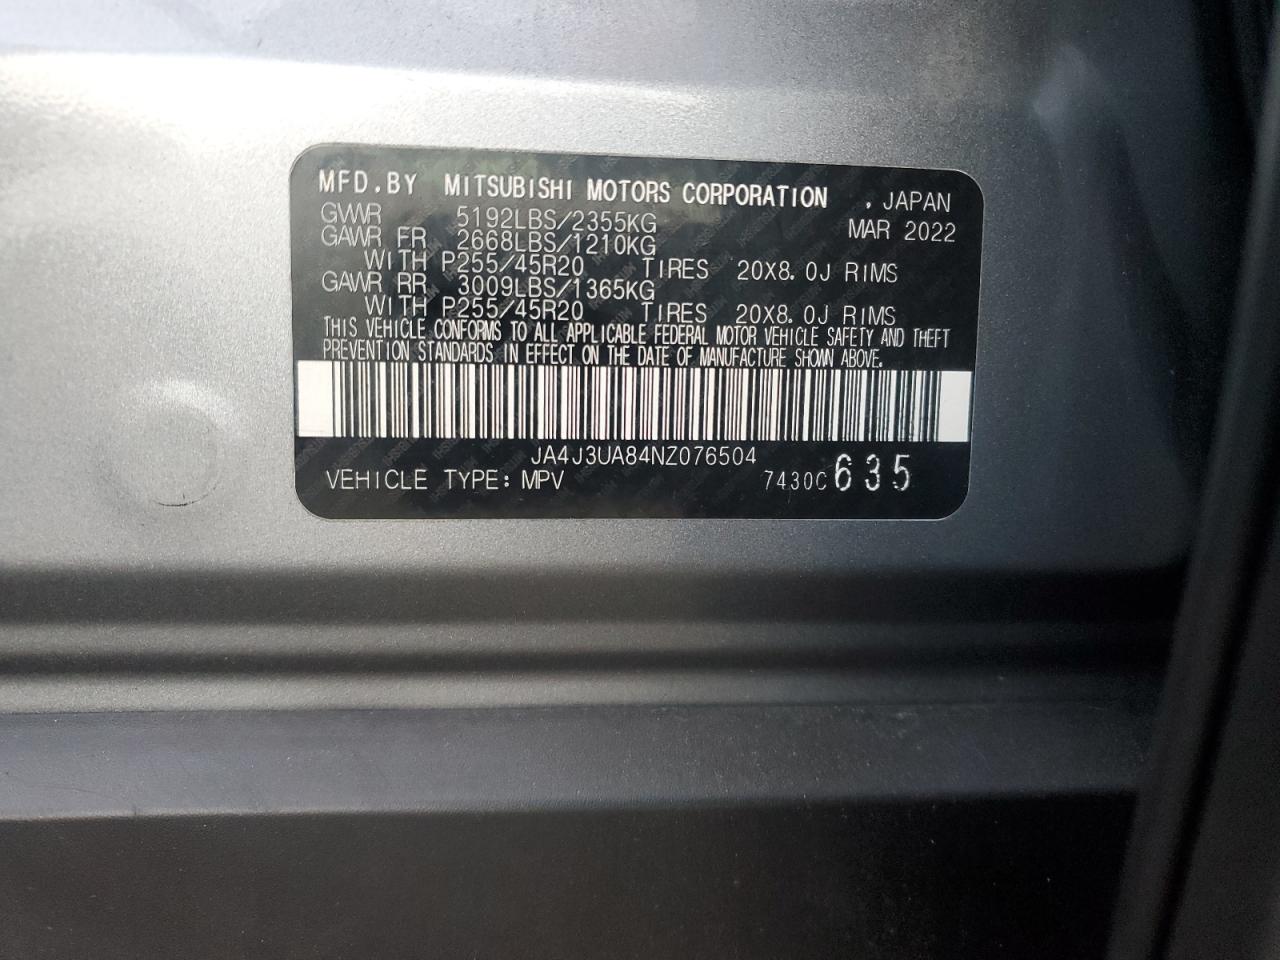 MFD.BY MITSUBISHI MOTORS CORPORATION . JAPAN
GVWR 5192LBS/2355KG MAR 2022
GAWR FR 2668LBS/1210KG
WITH P255/45R20 TIRES 20X8.0J RIMS
GAWR RR 3009LBS/1365KG
WITH P255/45R20 TIRES 20X8.0J RIMS
THIS VEHICLE CONFORMS TO ALL APPLICABLE FEDERAL MOTOR VEHICLE SAFETY AND THEFT
PREVENTION STANDARDS IN EFFECT ON THE DATE OF MANUFACTURE SHOWN ABOVE.
JA4J3UA84NZ076504
VEHICLE TYPE: MPV 7430C 635